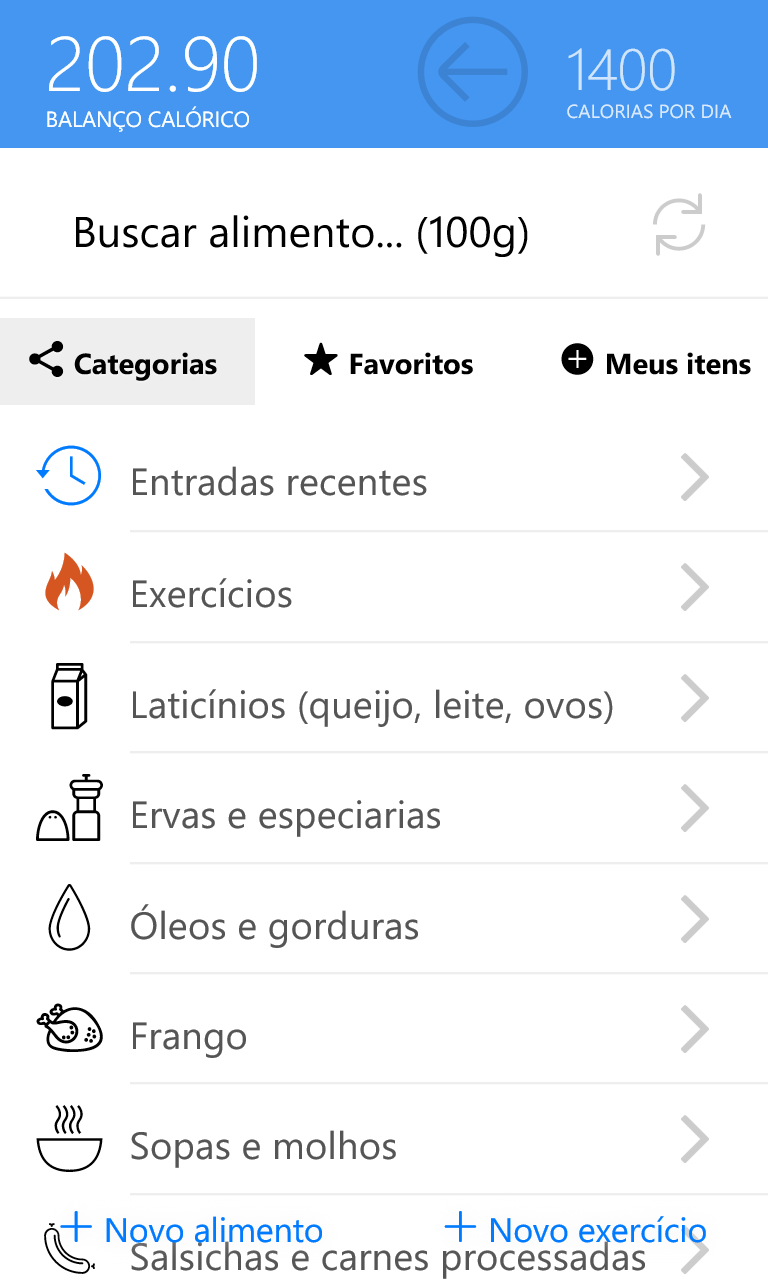 202.90
BALANÇO CALÓRICO
1400
CALORIAS POR DIA
Buscar alimento... (100g)
Categorias
Favoritos
Meus itens
Entradas recentes
Exercícios
Laticínios (queijo, leite, ovos)
Ervas e especiarias
Óleos e gorduras
Frango
Sopas e molhos
Novo alimento
Novo exercício
Salsichas e carnes processadas